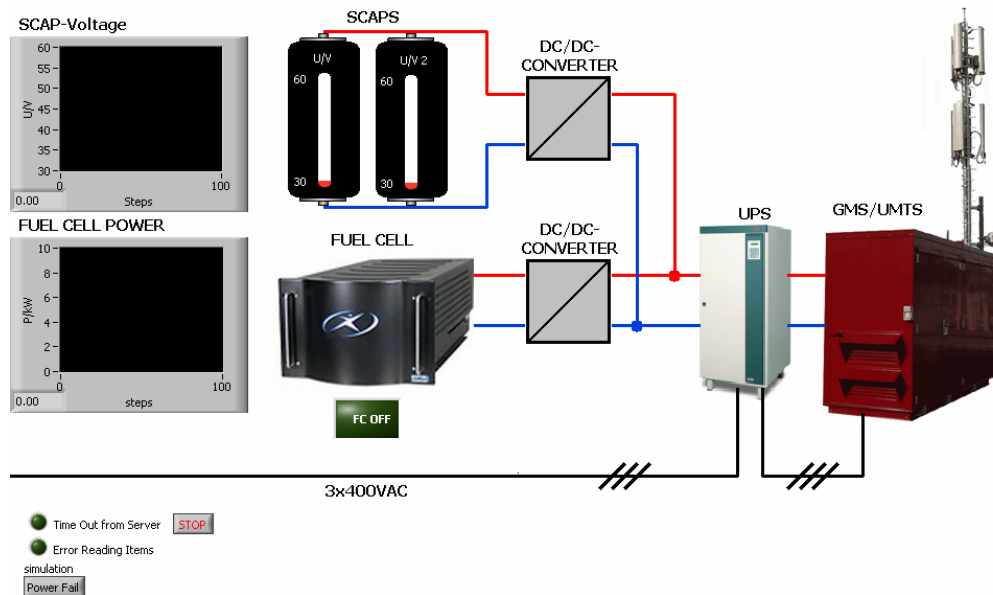 SCAP-Voltage
60
55
50
45
40
35
30
U/V
0
100
Steps
0.00
SCAPS
U/V
60
30
U/V 2
60
30
DC/DC-
CONVERTER
FUEL CELL POWER
10
8
6
4
2
0
P/kW
0
100
steps
0.00
FUEL CELL
FC OFF
DC/DC-
CONVERTER
UPS
GMS/UMTS
3x400VAC
Time Out from Server
STOP
Error Reading Items
simulation
Power Fail